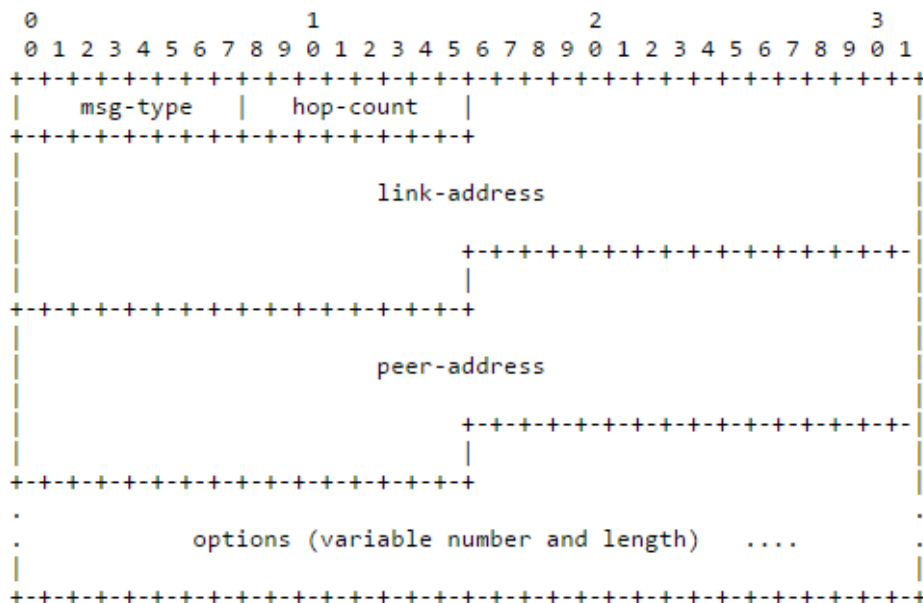 0                   1                   2                   3
0 1 2 3 4 5 6 7 8 9 0 1 2 3 4 5 6 7 8 9 0 1 2 3 4 5 6 7 8 9 0 1
msg-type | hop-count
link-address
peer-address
options (variable number and length) ....